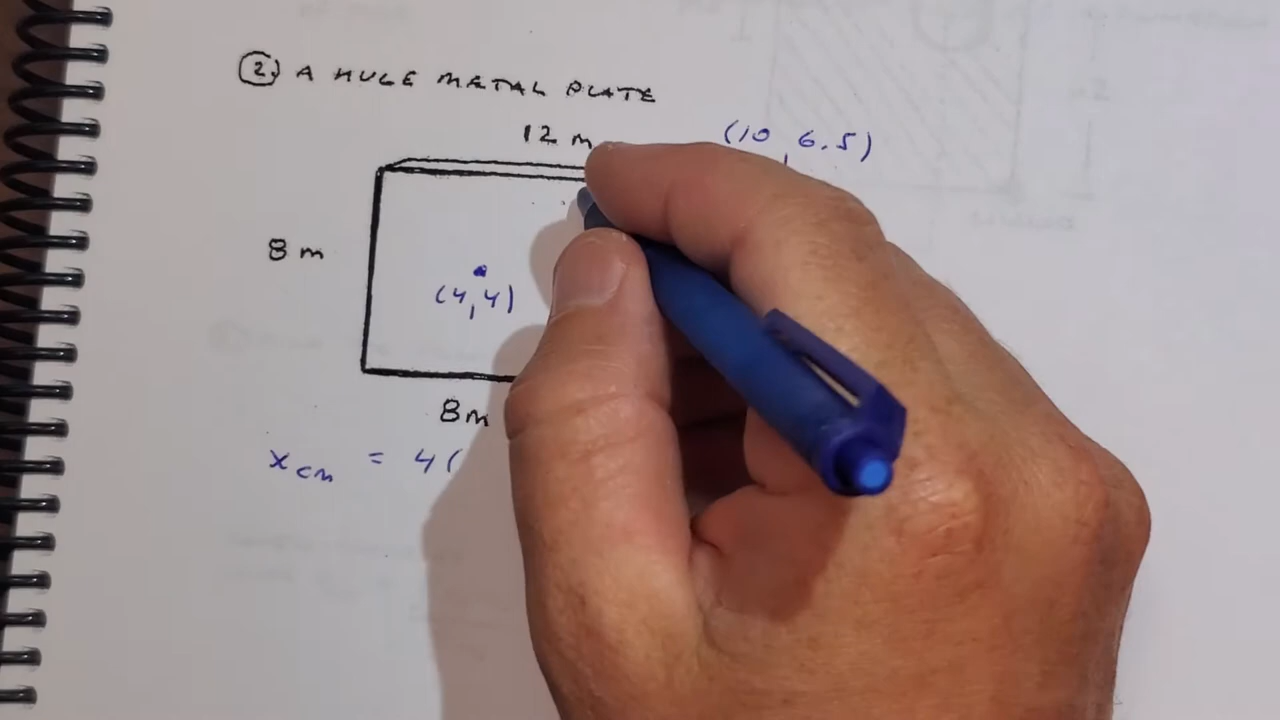 2. A HUGE METAL PLATE
12 m
(10, 6.5)
8 m
(4,4)
8m
x cm = 4(